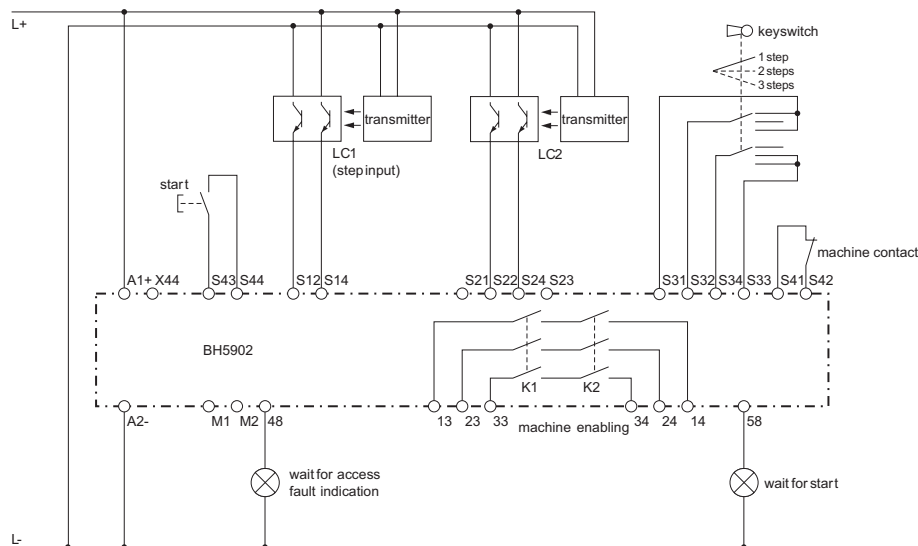 L+
keyswitch
1 step
2 steps
3 steps
transmitter
transmitter
LC1
(step input)
LC2
start
machine contact
A1+ X44 S43 S44 S12 S14 S21 S22 S24 S23 S31 S32 S34 S33 S41 S42
BH5902
K1 K2
A2- M1 M2 48 13 23 33 machine enabling 34 24 14 58
wait for access
fault indication
wait for start
L-